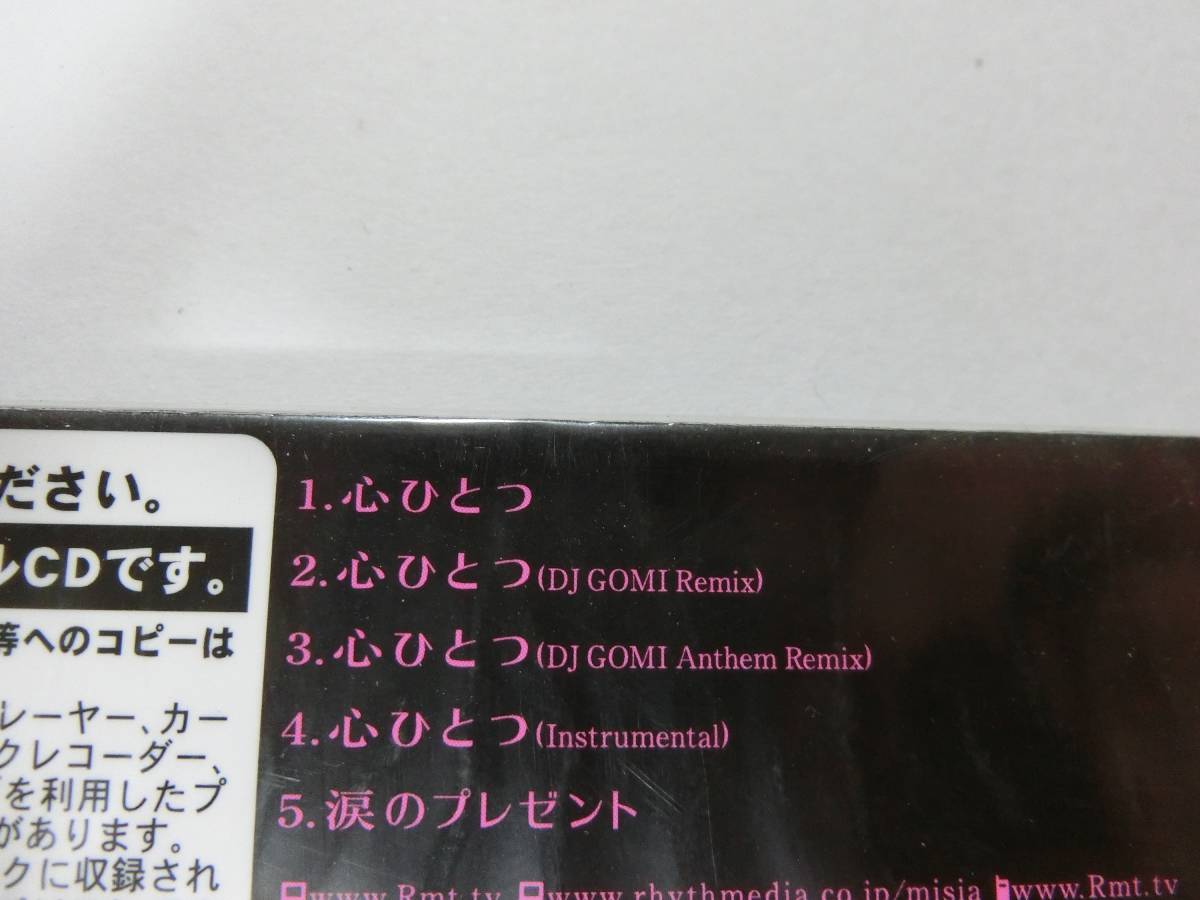 ださい。
ルCDです。
等へのコピーは
レーヤー、カー
クレコーダー、
を利用したプ
があります。
クに収録され
1.心ひとつ
2.心ひとつ(DJ GOMI Remix)
3.心ひとつ(DJ GOMI Anthem Remix)
4.心ひとつ(Instrumental)
5.涙のプレゼント
www.Rmt.tv www.rhythmedia.co.jp/misia www.Rmt.tv